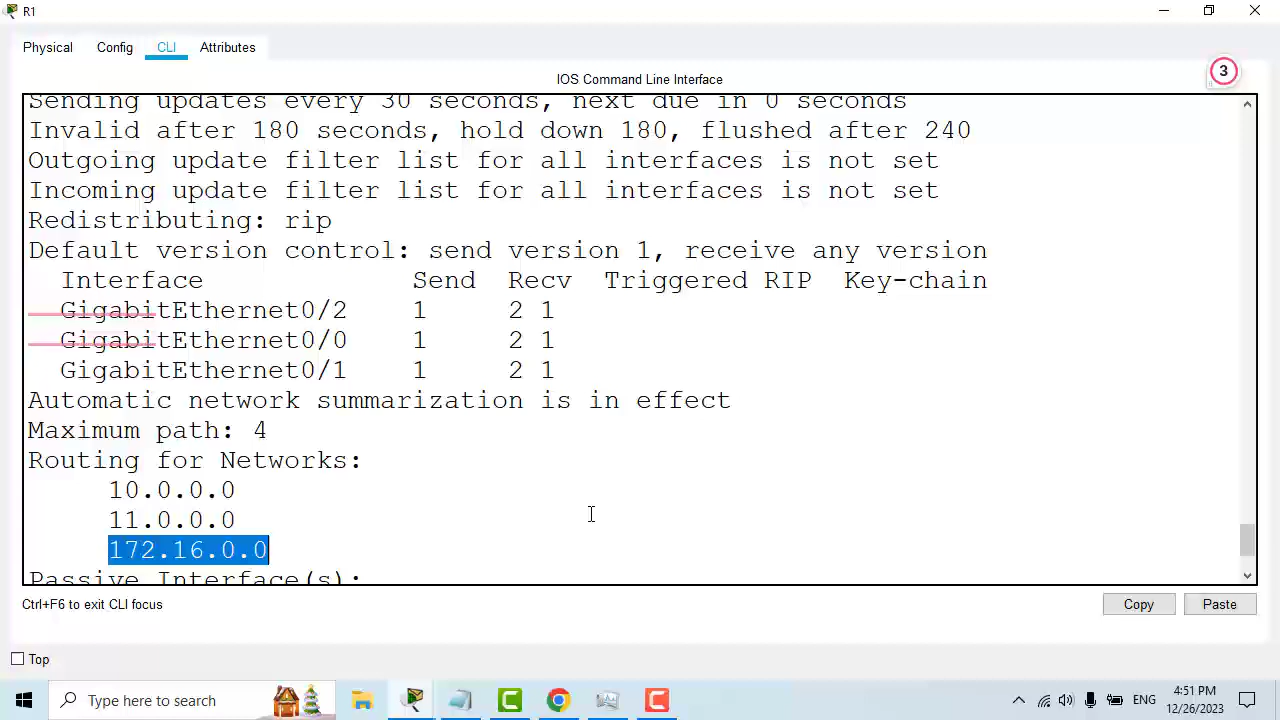 R1
Physical Config CLI Attributes
IOS Command Line Interface
3
Sending updates every 30 seconds, next due in 0 seconds
Invalid after 180 seconds, hold down 180, flushed after 240
Outgoing update filter list for all interfaces is not set
Incoming update filter list for all interfaces is not set
Redistributing: rip
Default version control: send version 1, receive any version
Interface Send Recv Triggered RIP Key-chain
GigabitEthernet0/2 1 2 1
GigabitEthernet0/0 1 2 1
GigabitEthernet0/1 1 2 1
Automatic network summarization is in effect
Maximum path: 4
Routing for Networks:
10.0.0.0
11.0.0.0
172.16.0.0
Passive Interface(s):
Ctrl+F6 to exit CLI focus
Copy Paste
Top
Type here to search
ENG
4:51 PM
12/26/2023